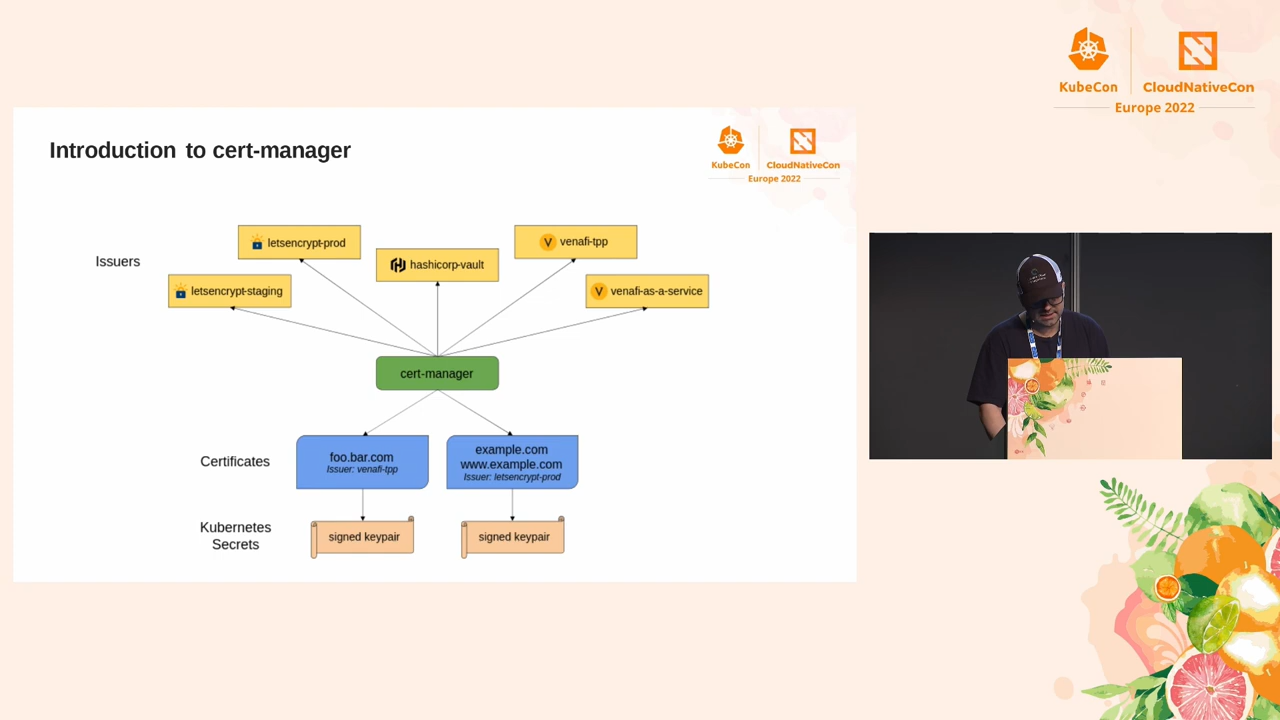 KubeCon
CloudNativeCon
Europe 2022
Introduction to cert-manager
KubeCon
CloudNativeCon
Europe 2022
Issuers
letsencrypt-prod
hashicorp-vault
venafi-tpp
letsencrypt-staging
venafi-as-a-service
cert-manager
Certificates
foo.bar.com
Issuer: venafi-tpp
example.com
www.example.com
Issuer: letsencrypt-prod
Kubernetes
Secrets
signed keypair
signed keypair